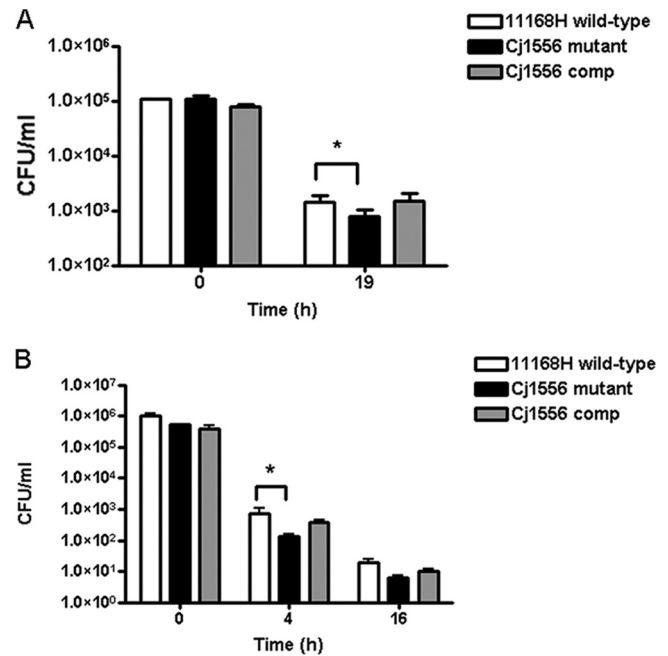 A
11168H wild-type
Cj1556 mutant
Cj1556 comp
CFU/ml
1.0×10⁶
1.0×10⁵
1.0×10⁴
1.0×10³
1.0×10²
*
0
19
Time (h)
B
11168H wild-type
Cj1556 mutant
Cj1556 comp
CFU/ml
1.0×10⁷
1.0×10⁶
1.0×10⁵
1.0×10⁴
1.0×10³
1.0×10²
1.0×10¹
1.0×10⁰
*
0
4
16
Time (h)